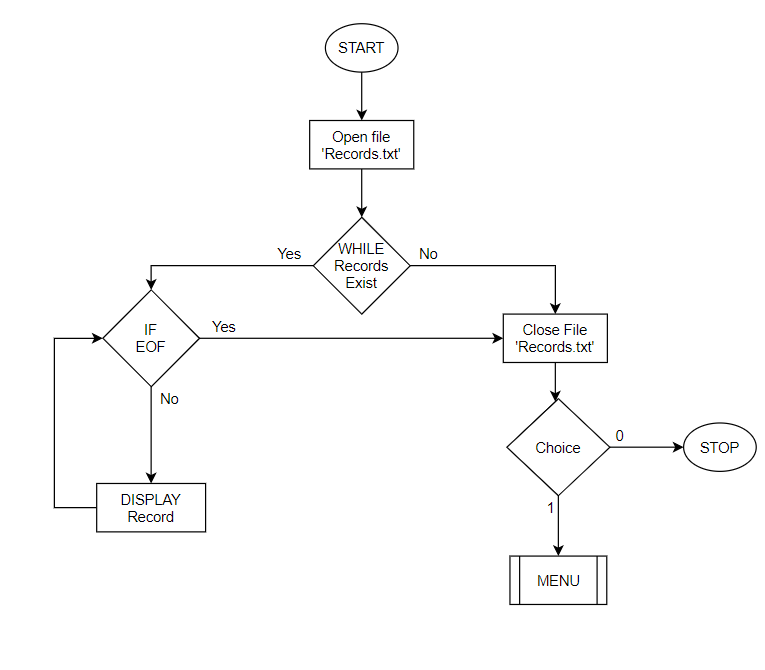 START
Open file
'Records.txt'
WHILE
Records
Exist
Yes
No
IF
EOF
Yes
No
DISPLAY
Record
Close File
'Records.txt'
Choice
0
STOP
1
MENU